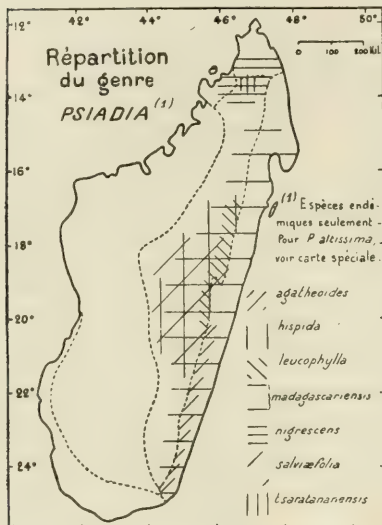 44° 46° 48° 50°
Répartition
du genre
PSIADIA (1)
0 100 200 Kil.
12°
14°
16°
18°
20°
22°
24°
(1) Espèces endé-
miques seulement
Pour P. altissima,
voir carte spéciale.
agatheoides
hispida
leucophylla
madagascariensis
nigrescens
salviæfolia
tsaratananensis